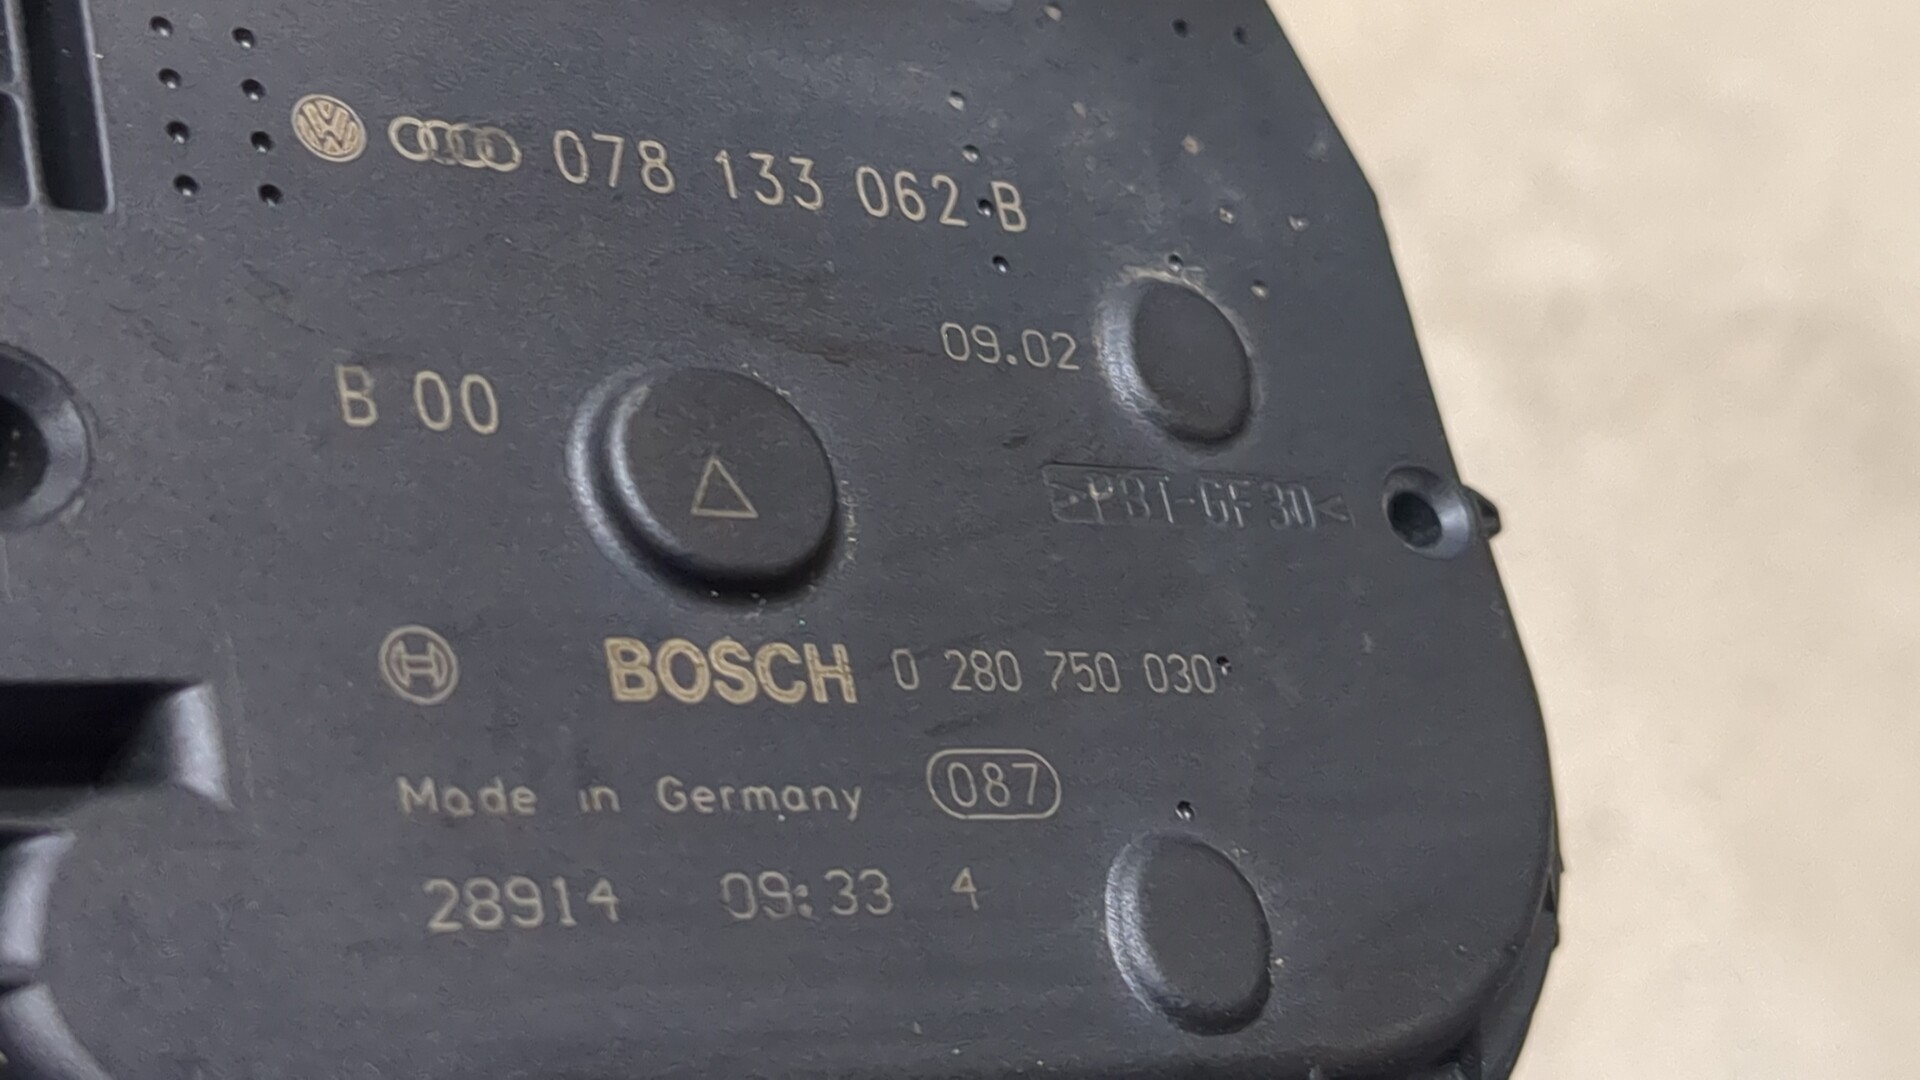 078 133 062 B
09.02
B 00
>PBT-GF30<
BOSCH 0 280 750 030
Made in Germany 087
28914 09:33 4